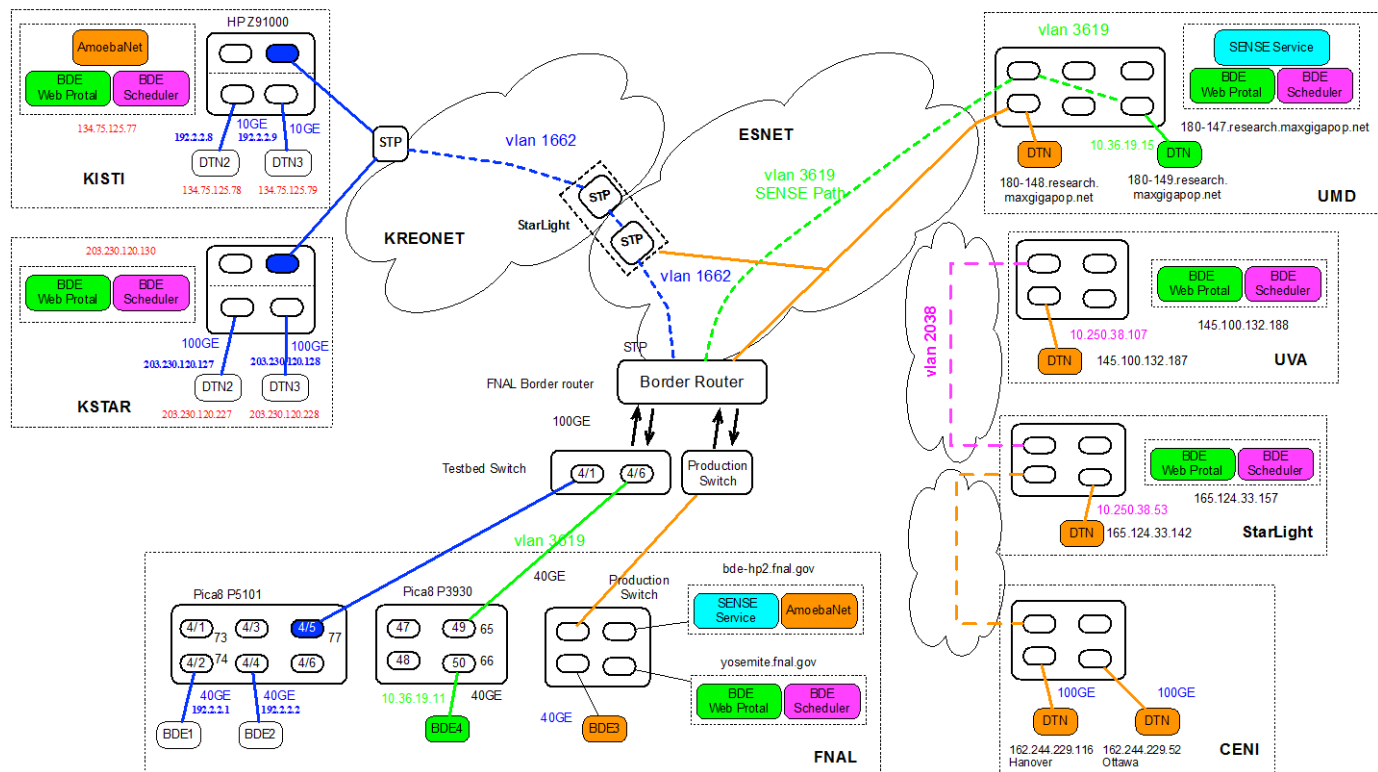 HP Z91000
AmoebaNet
BDE
Web Protal
BDE
Scheduler
134.75.125.77
10GE
10GE
192.2.2.8
192.2.2.9
DTN2
DTN3
134.75.125.78
134.75.125.79
KISTI
203.230.120.130
BDE
Web Protal
BDE
Scheduler
100GE
100GE
203.230.120.127
203.230.120.128
DTN2
DTN3
203.230.120.227
203.230.120.228
KSTAR
STP
vlan 1662
KREONET
StarLight
STP
STP
vlan 1662
ESNET
vlan 3619
SENSE Path
STP
FNAL Border router
Border Router
100GE
Testbed Switch
4/1
4/6
Production
Switch
vlan 3619
SENSE
Service
BDE
Web Protal
BDE
Scheduler
180-147.research.maxgigapop.net
10.36.19.15
DTN
DTN
180-148.research.
maxgigapop.net
180-149.research.
maxgigapop.net
UMD
vlan 2038
BDE
Web Protal
BDE
Scheduler
145.100.132.188
10.250.38.107
DTN
145.100.132.187
UVA
BDE
Web Protal
BDE
Scheduler
165.124.33.157
10.250.38.53
DTN
165.124.33.142
StarLight
100GE
100GE
DTN
DTN
162.244.229.116
Hanover
162.244.229.52
Ottawa
CENI
vlan 3619
Pica8 P5101
4/1
73
4/3
4/5
77
4/2
74
4/4
4/6
40GE
192.2.2.1
40GE
192.2.2.2
BDE1
BDE2
Pica8 P3930
47
49
65
48
50
66
10.36.19.11
40GE
BDE4
40GE
Production
Switch
40GE
BDE3
bde-hp2.fnal.gov
SENSE
Service
AmoebaNet
yosemite.fnal.gov
BDE
Web Protal
BDE
Scheduler
FNAL